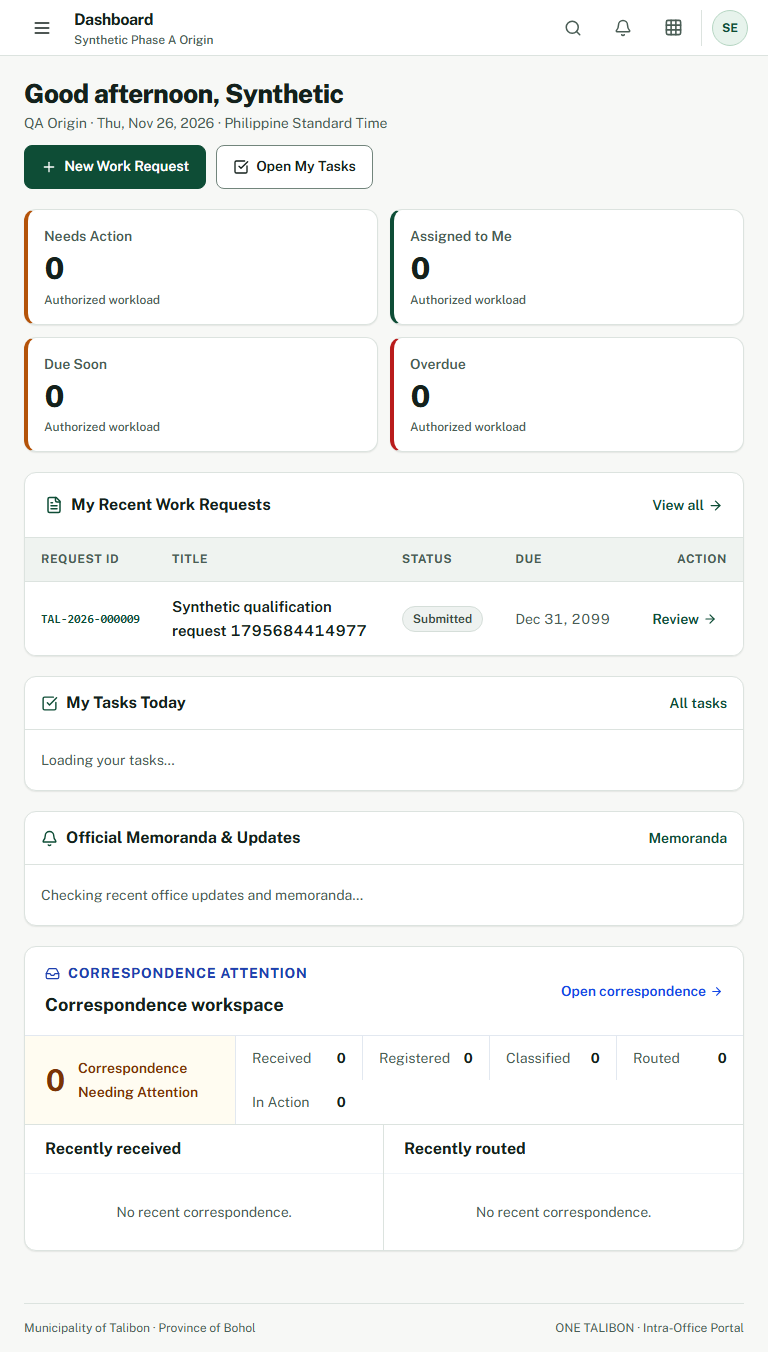 Dashboard
Synthetic Phase A Origin
SE
Good afternoon, Synthetic
QA Origin · Thu, Nov 26, 2026 · Philippine Standard Time
New Work Request
Open My Tasks
Needs Action
0
Authorized workload
Assigned to Me
0
Authorized workload
Due Soon
0
Authorized workload
Overdue
0
Authorized workload
My Recent Work Requests
View all →
REQUEST ID TITLE STATUS DUE ACTION
TAL-2026-000009 Synthetic qualification
request 1795684414977 Submitted Dec 31, 2099 Review →
My Tasks Today
All tasks
Loading your tasks...
Official Memoranda & Updates
Memoranda
Checking recent office updates and memoranda...
CORRESPONDENCE ATTENTION
Correspondence workspace
Open correspondence →
0 Correspondence
Needing Attention
Received 0
Registered 0
Classified 0
Routed 0
In Action 0
Recently received
No recent correspondence.
Recently routed
No recent correspondence.
Municipality of Talibon · Province of Bohol
ONE TALIBON · Intra-Office Portal